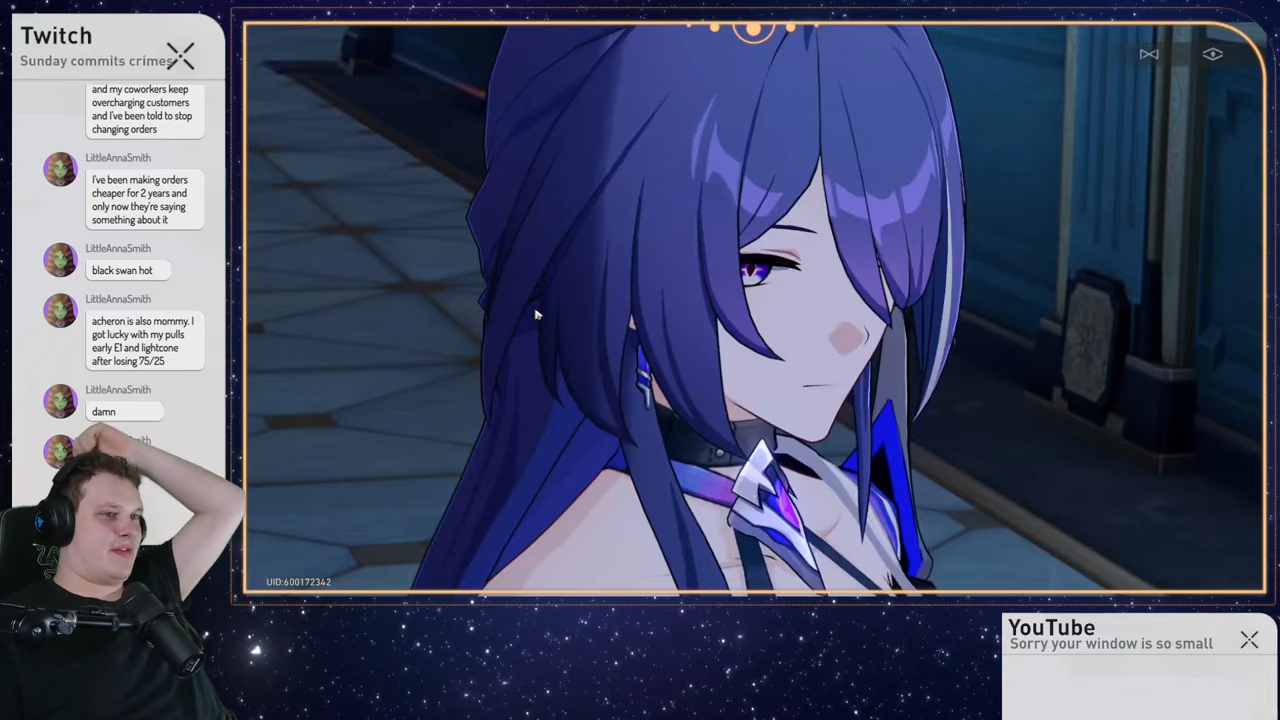 Twitch
Sunday commits crimes
and my coworkers keep
overcharging customers
and I've been told to stop
changing orders
LittleAnnaSmith
I've been making orders
cheaper for 2 years and
only now they're saying
something about it
LittleAnnaSmith
black swan hot
LittleAnnaSmith
acheron is also mommy. I
got lucky with my pulls
early E1 and lightcone
after losing 75/25
LittleAnnaSmith
damn
UID:600172342
YouTube
Sorry your window is so small